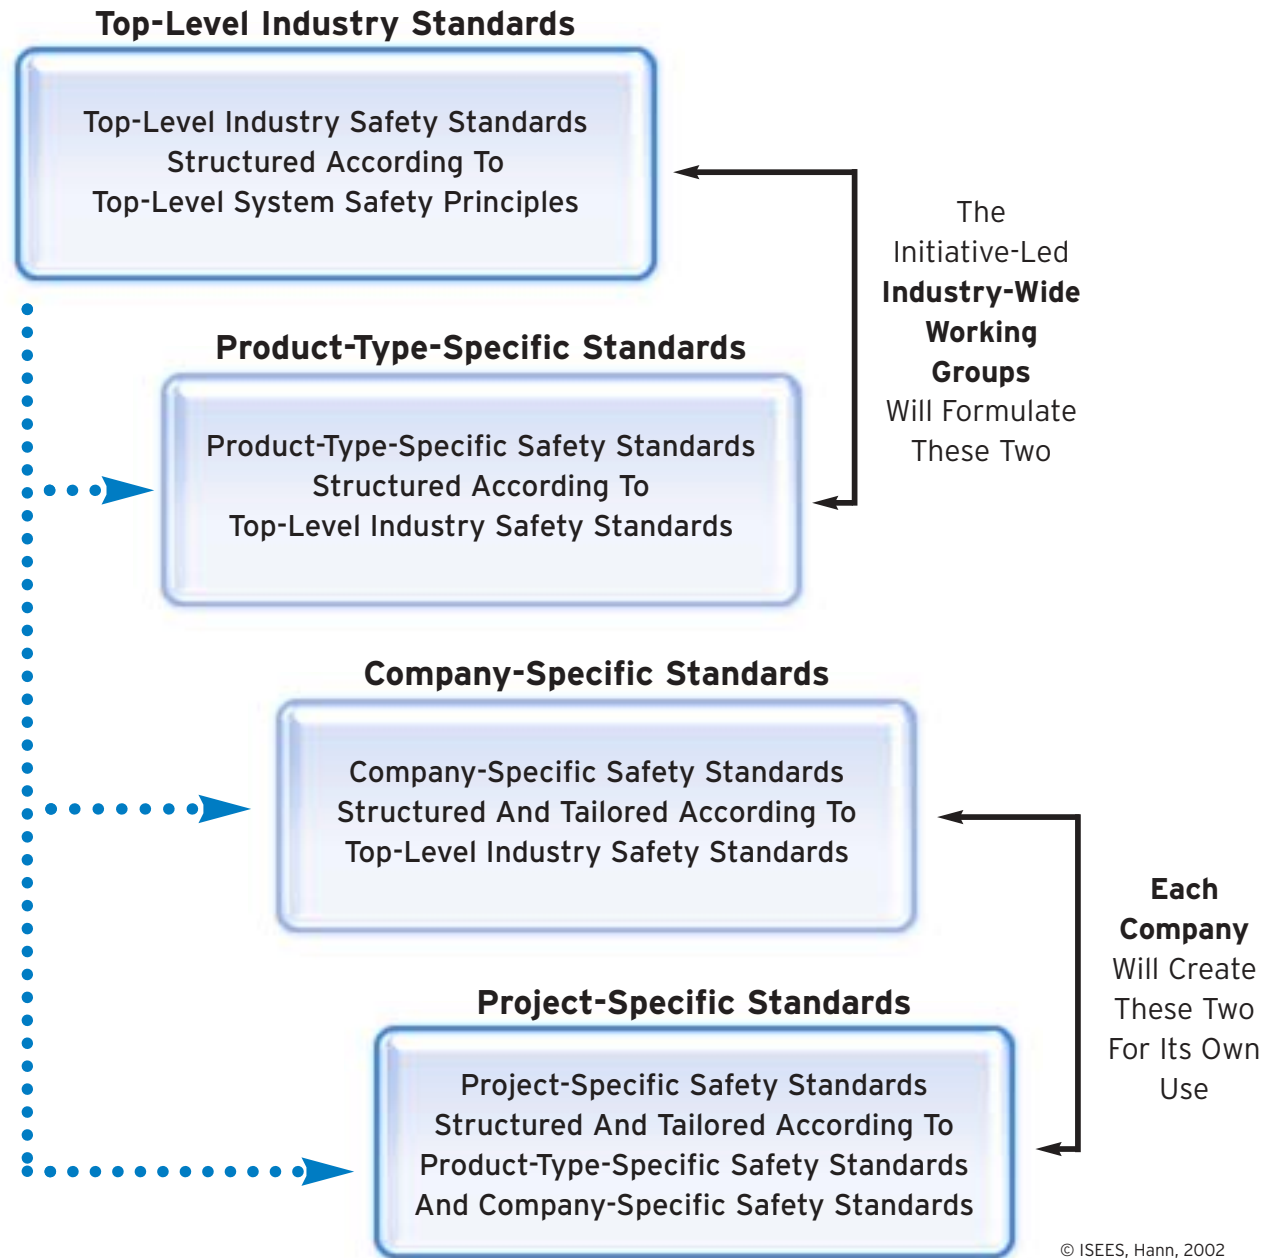 Top-Level Industry Standards
Top-Level Industry Safety Standards
Structured According To
Top-Level System Safety Principles
The
Initiative-Led
Industry-Wide
Working
Groups
Will Formulate
These Two
Product-Type-Specific Standards
Product-Type-Specific Safety Standards
Structured According To
Top-Level Industry Safety Standards
Company-Specific Standards
Company-Specific Safety Standards
Structured And Tailored According To
Top-Level Industry Safety Standards
Each
Company
Will Create
These Two
For Its Own
Use
Project-Specific Standards
Project-Specific Safety Standards
Structured And Tailored According To
Product-Type-Specific Safety Standards
And Company-Specific Safety Standards
© ISEES, Hann, 2002